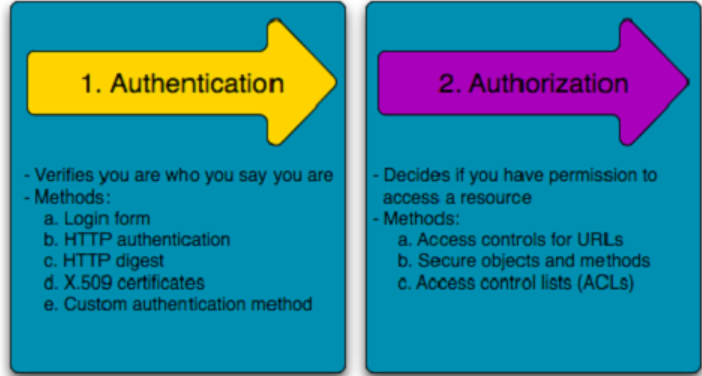 1. Authentication
- Verifies you are who you say you are
- Methods:
a. Login form
b. HTTP authentication
c. HTTP digest
d. X.509 certificates
e. Custom authentication method
2. Authorization
- Decides if you have permission to
access a resource
- Methods:
a. Access controls for URLs
b. Secure objects and methods
c. Access control lists (ACLs)